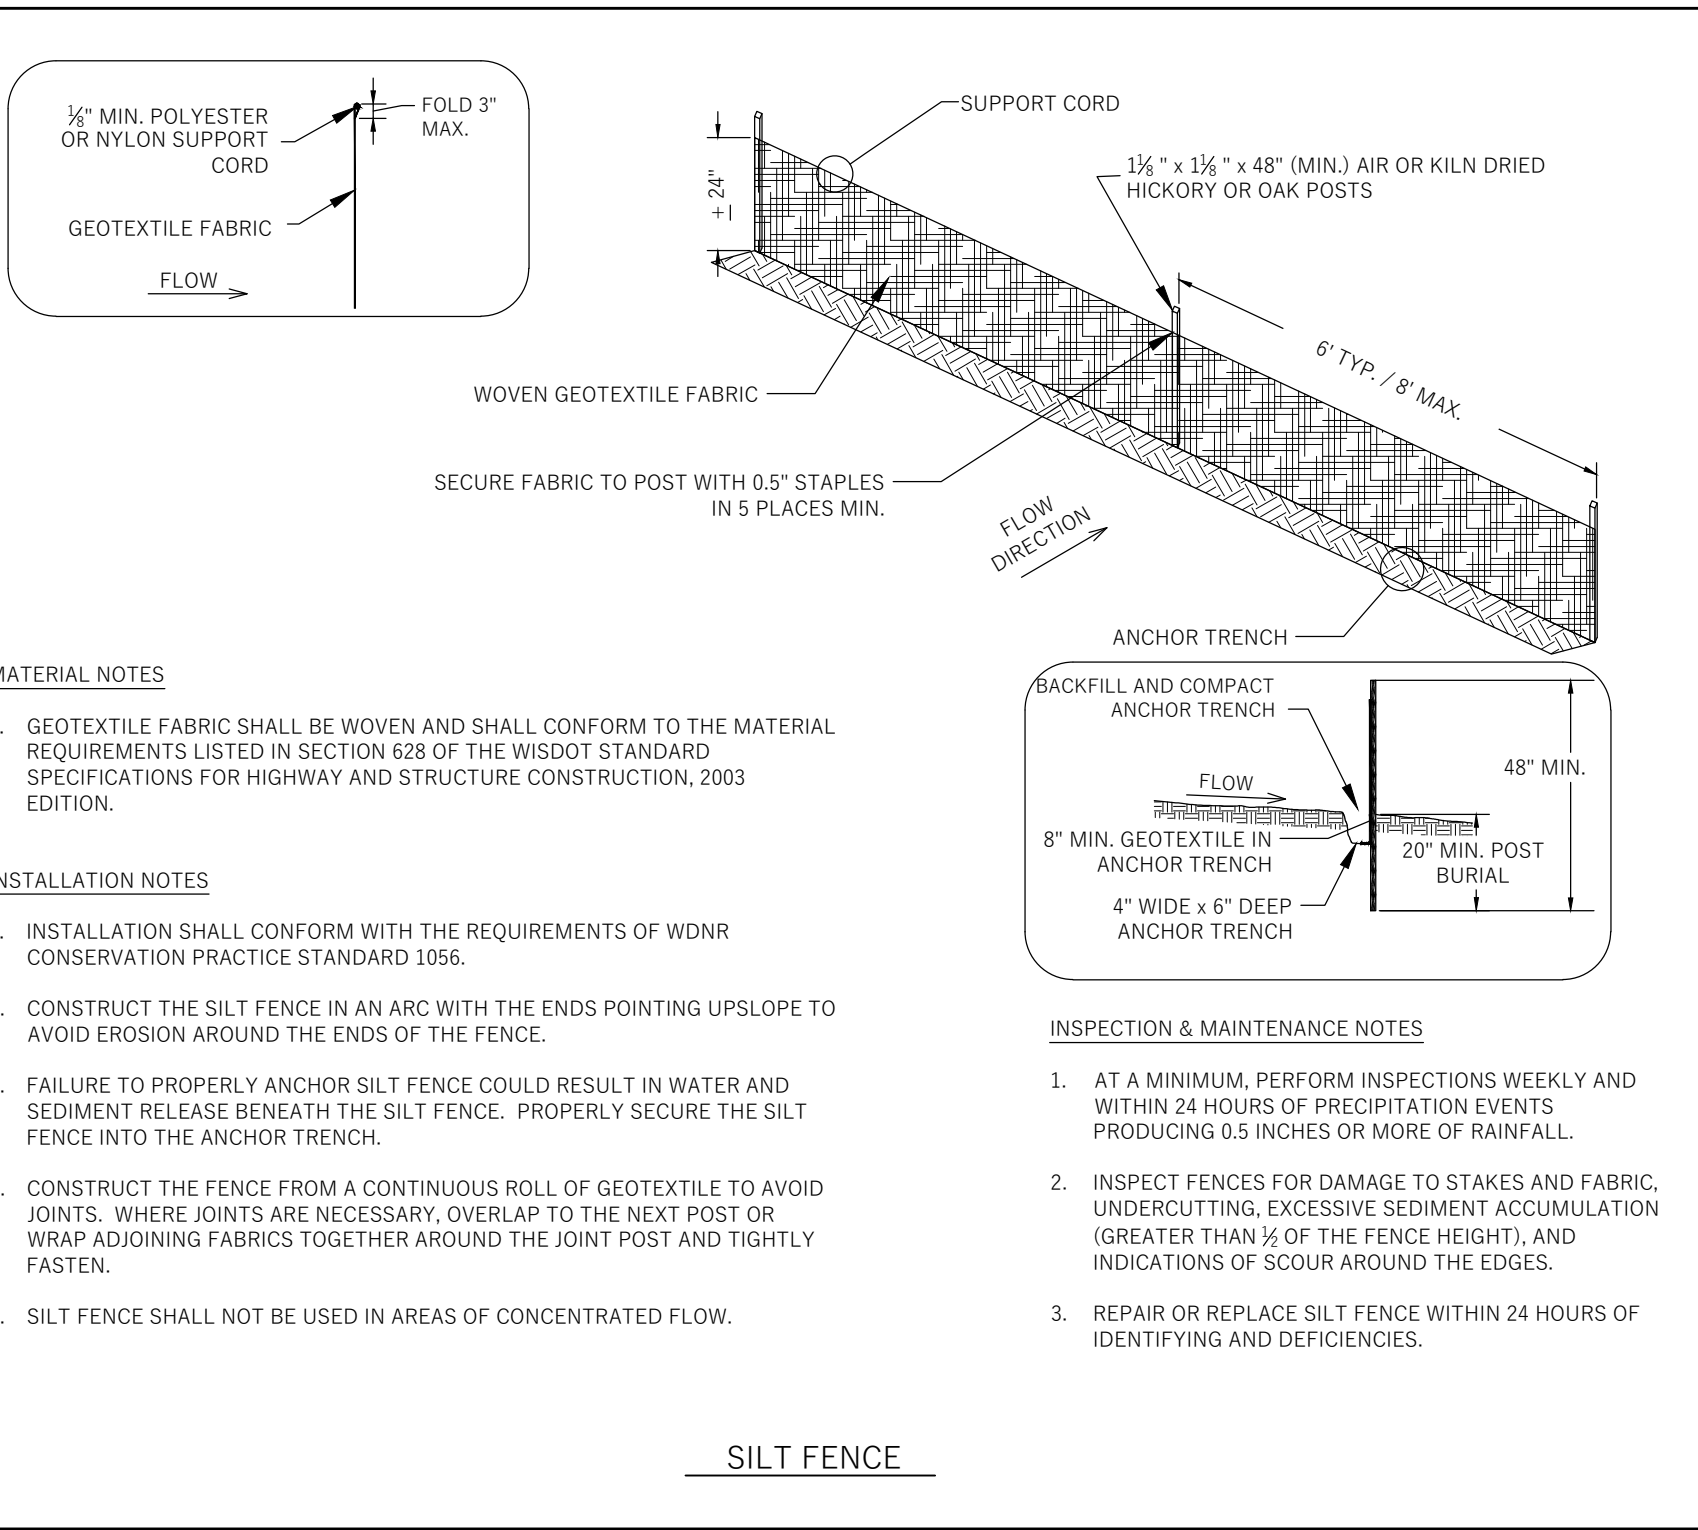 ⅛" MIN. POLYESTER
OR NYLON SUPPORT
CORD
FOLD 3"
MAX.
GEOTEXTILE FABRIC
FLOW
SUPPORT CORD
+ 24"
1⅛" x 1⅛" x 48" (MIN.) AIR OR KILN DRIED
HICKORY OR OAK POSTS
6' TYP. / 8' MAX.
WOVEN GEOTEXTILE FABRIC
SECURE FABRIC TO POST WITH 0.5" STAPLES
IN 5 PLACES MIN.
FLOW
DIRECTION
ANCHOR TRENCH
BACKFILL AND COMPACT
ANCHOR TRENCH
48" MIN.
FLOW
8" MIN. GEOTEXTILE IN
ANCHOR TRENCH
20" MIN. POST
BURIAL
4" WIDE x 6" DEEP
ANCHOR TRENCH
MATERIAL NOTES
. GEOTEXTILE FABRIC SHALL BE WOVEN AND SHALL CONFORM TO THE MATERIAL
REQUIREMENTS LISTED IN SECTION 628 OF THE WISDOT STANDARD
SPECIFICATIONS FOR HIGHWAY AND STRUCTURE CONSTRUCTION, 2003
EDITION.
INSTALLATION NOTES
. INSTALLATION SHALL CONFORM WITH THE REQUIREMENTS OF WDNR
CONSERVATION PRACTICE STANDARD 1056.
. CONSTRUCT THE SILT FENCE IN AN ARC WITH THE ENDS POINTING UPSLOPE TO
AVOID EROSION AROUND THE ENDS OF THE FENCE.
. FAILURE TO PROPERLY ANCHOR SILT FENCE COULD RESULT IN WATER AND
SEDIMENT RELEASE BENEATH THE SILT FENCE. PROPERLY SECURE THE SILT
FENCE INTO THE ANCHOR TRENCH.
. CONSTRUCT THE FENCE FROM A CONTINUOUS ROLL OF GEOTEXTILE TO AVOID
JOINTS. WHERE JOINTS ARE NECESSARY, OVERLAP TO THE NEXT POST OR
WRAP ADJOINING FABRICS TOGETHER AROUND THE JOINT POST AND TIGHTLY
FASTEN.
. SILT FENCE SHALL NOT BE USED IN AREAS OF CONCENTRATED FLOW.
INSPECTION & MAINTENANCE NOTES
1. AT A MINIMUM, PERFORM INSPECTIONS WEEKLY AND
WITHIN 24 HOURS OF PRECIPITATION EVENTS
PRODUCING 0.5 INCHES OR MORE OF RAINFALL.
2. INSPECT FENCES FOR DAMAGE TO STAKES AND FABRIC,
UNDERCUTTING, EXCESSIVE SEDIMENT ACCUMULATION
(GREATER THAN ½ OF THE FENCE HEIGHT), AND
INDICATIONS OF SCOUR AROUND THE EDGES.
3. REPAIR OR REPLACE SILT FENCE WITHIN 24 HOURS OF
IDENTIFYING AND DEFICIENCIES.
SILT FENCE